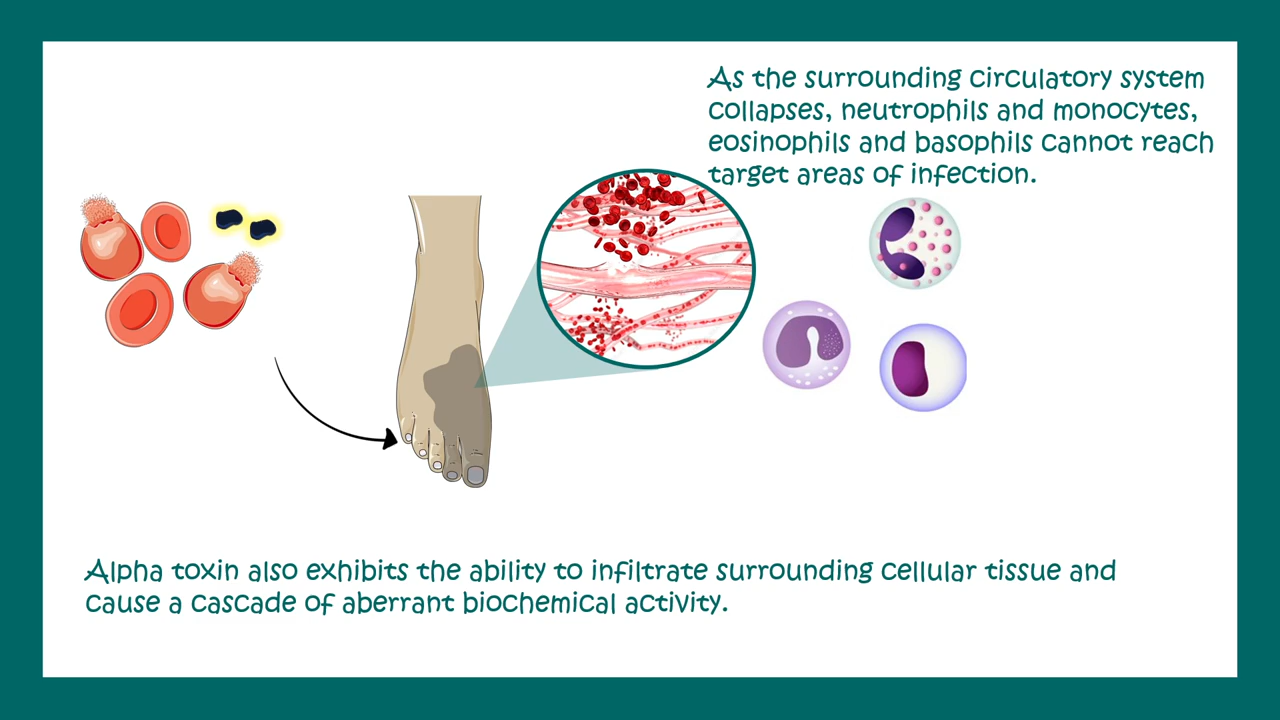 As the surrounding circulatory system
collapses, neutrophils and monocytes,
eosinophils and basophils cannot reach
target areas of infection.
Alpha toxin also exhibits the ability to infiltrate surrounding cellular tissue and
cause a cascade of aberrant biochemical activity.